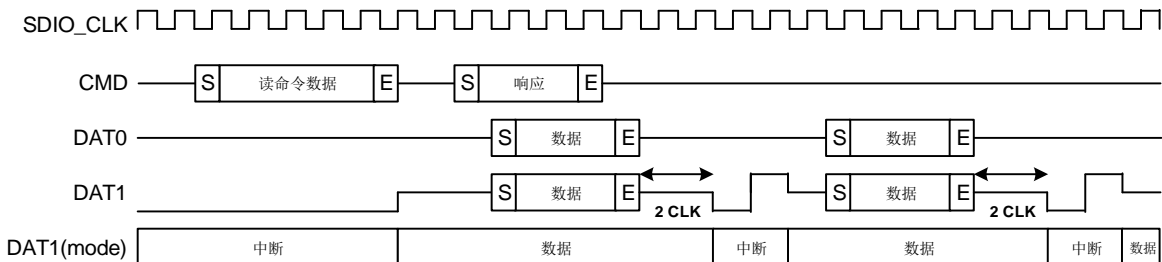 SDIO_CLK
CMD S 读命令数据 E S 响应 E
DAT0 S 数据 E S 数据 E
DAT1 S 数据 E 2 CLK S 数据 E 2 CLK
DAT1(mode) 中断 数据 中断 数据 中断 数据